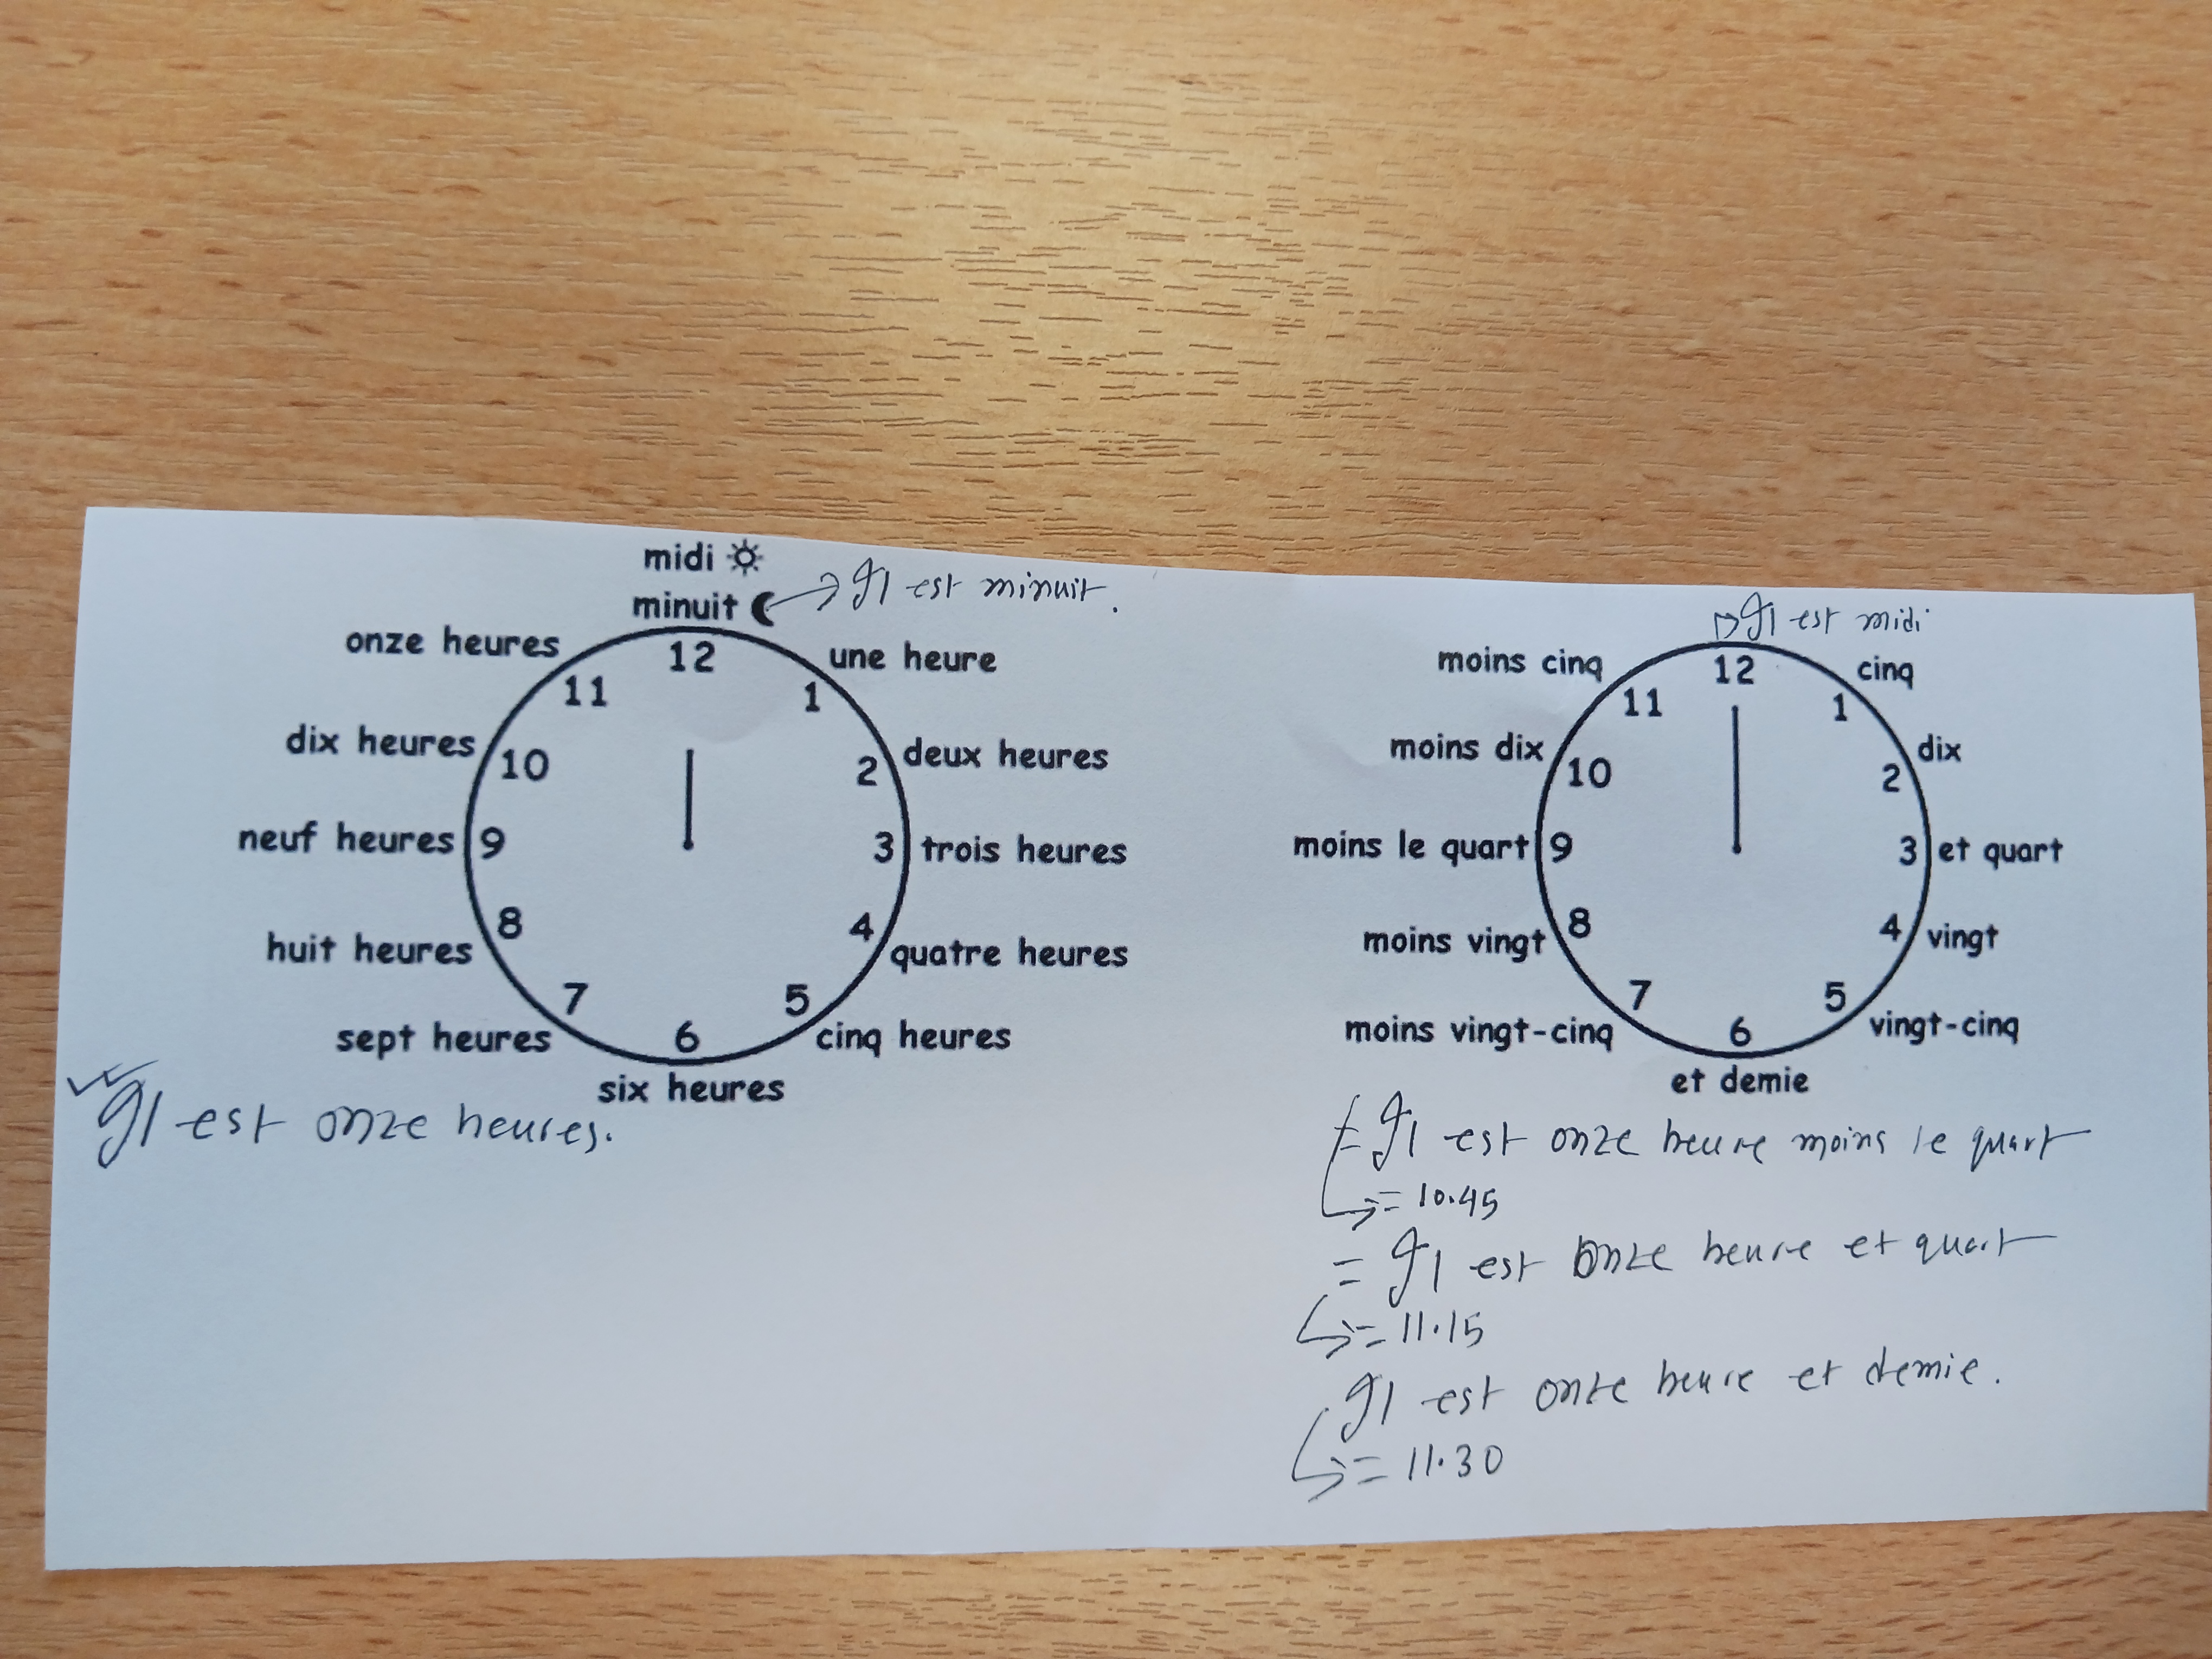 midi
minuit → Il est minuit.
onze heures
12
une heure
11
1
dix heures
10
2
deux heures
neuf heures
9
3
trois heures
huit heures
8
4
quatre heures
sept heures
7
5
cinq heures
6
six heures
Il est onze heures.
Il est midi
moins cinq
12
cinq
11
1
moins dix
10
2
dix
moins le quart
9
3
et quart
moins vingt
8
4
vingt
moins vingt-cinq
7
5
vingt-cinq
6
et demie
= Il est onze heure moins le quart
→ = 10.45
= Il est onze heure et quart
→ = 11.15
Il est onze heure et demie.
→ = 11.30